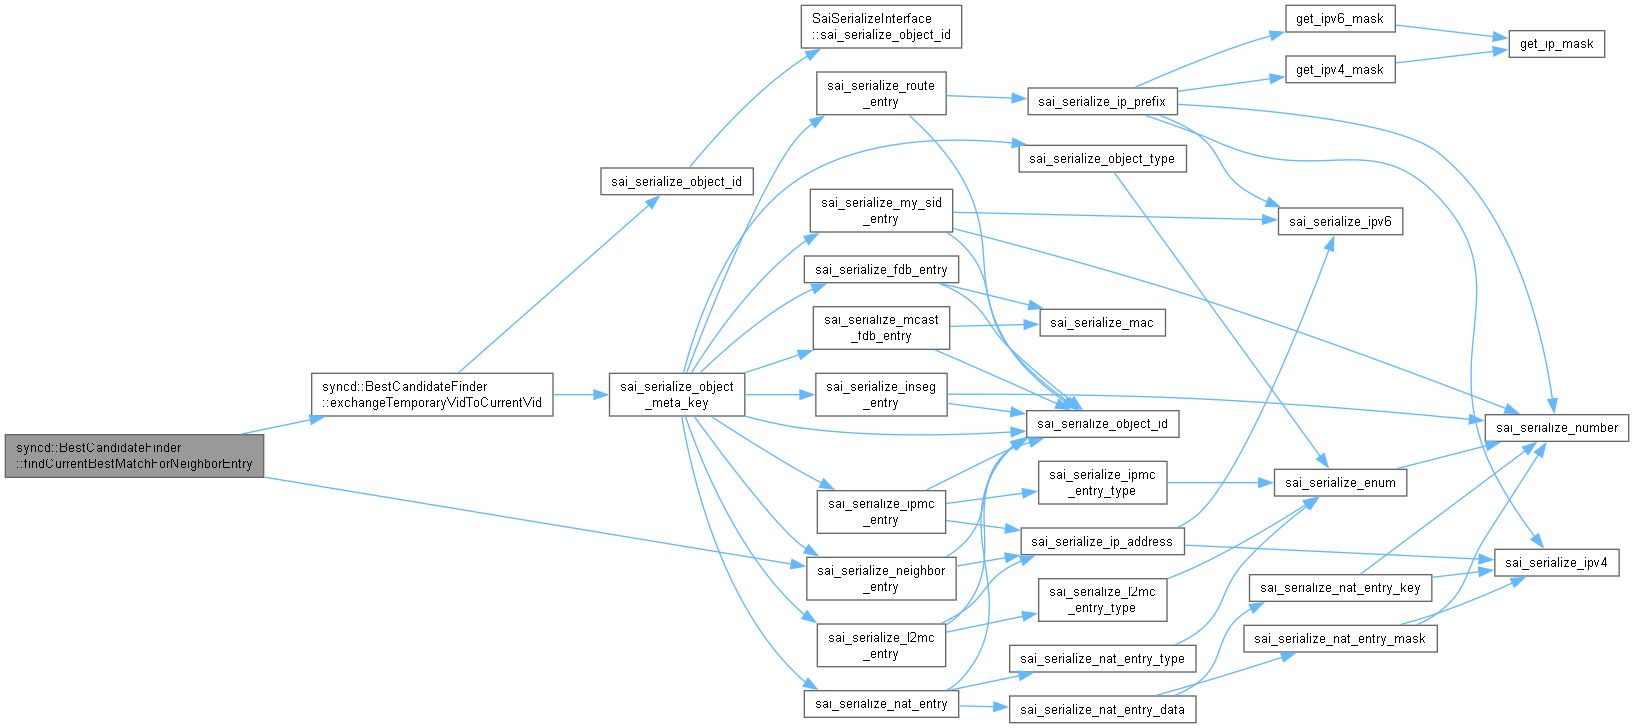 SaiSerializeInterface
::sai_serialize_object_id
get_ipv6_mask
get_ip_mask
get_ipv4_mask
sai_serialize_route
_entry
sai_serialize_ip_prefix
sai_serialize_object_type
sai_serialize_object_id
sai_serialize_my_sid
_entry
sai_serialize_ipv6
sai_serialize_fdb_entry
sai_serialize_mcast
_fdb_entry
sai_serialize_mac
syncd::BestCandidateFinder
::exchangeTemporaryVidToCurrentVid
sai_serialize_object
_meta_key
sai_serialize_inseg
_entry
sai_serialize_object_id
sai_serialize_number
syncd::BestCandidateFinder
::findCurrentBestMatchForNeighborEntry
sai_serialize_ipmc
_entry
sai_serialize_ipmc
_entry_type
sai_serialize_enum
sai_serialize_ip_address
sai_serialize_neighbor
_entry
sai_serialize_ipv4
sai_serialize_l2mc
_entry_type
sai_serialize_nat_entry_key
sai_serialize_l2mc
_entry
sai_serialize_nat_entry_mask
sai_serialize_nat_entry_type
sai_serialize_nat_entry
sai_serialize_nat_entry_data